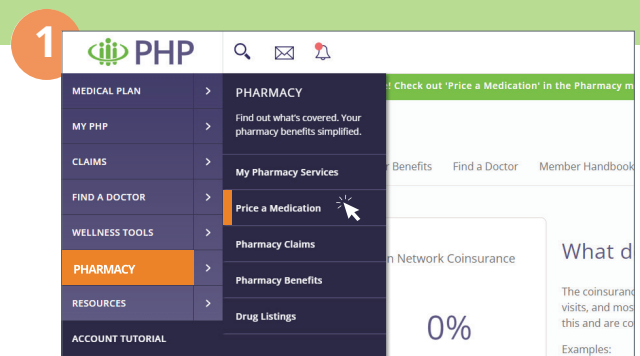 1
PHP
MEDICAL PLAN
MY PHP
CLAIMS
FIND A DOCTOR
WELLNESS TOOLS
PHARMACY
RESOURCES
ACCOUNT TUTORIAL
PHARMACY
Find out what's covered. Your
pharmacy benefits simplified.
My Pharmacy Services
Price a Medication
Pharmacy Claims
Pharmacy Benefits
Drug Listings
! Check out 'Price a Medication' in the Pharmacy m
Benefits Find a Doctor Member Handbook
n Network Coinsurance
0%
What d
The coinsuranc
visits, and mos
this and are co
Examples: